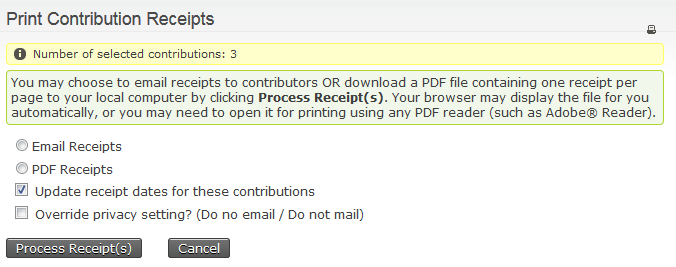 Print Contribution Receipts
Number of selected contributions: 3
You may choose to email receipts to contributors OR download a PDF file containing one receipt per
page to your local computer by clicking Process Receipt(s). Your browser may display the file for you
automatically, or you may need to open it for printing using any PDF reader (such as Adobe® Reader).
Email Receipts
PDF Receipts
Update receipt dates for these contributions
Override privacy setting? (Do no email / Do not mail)
Process Receipt(s) Cancel